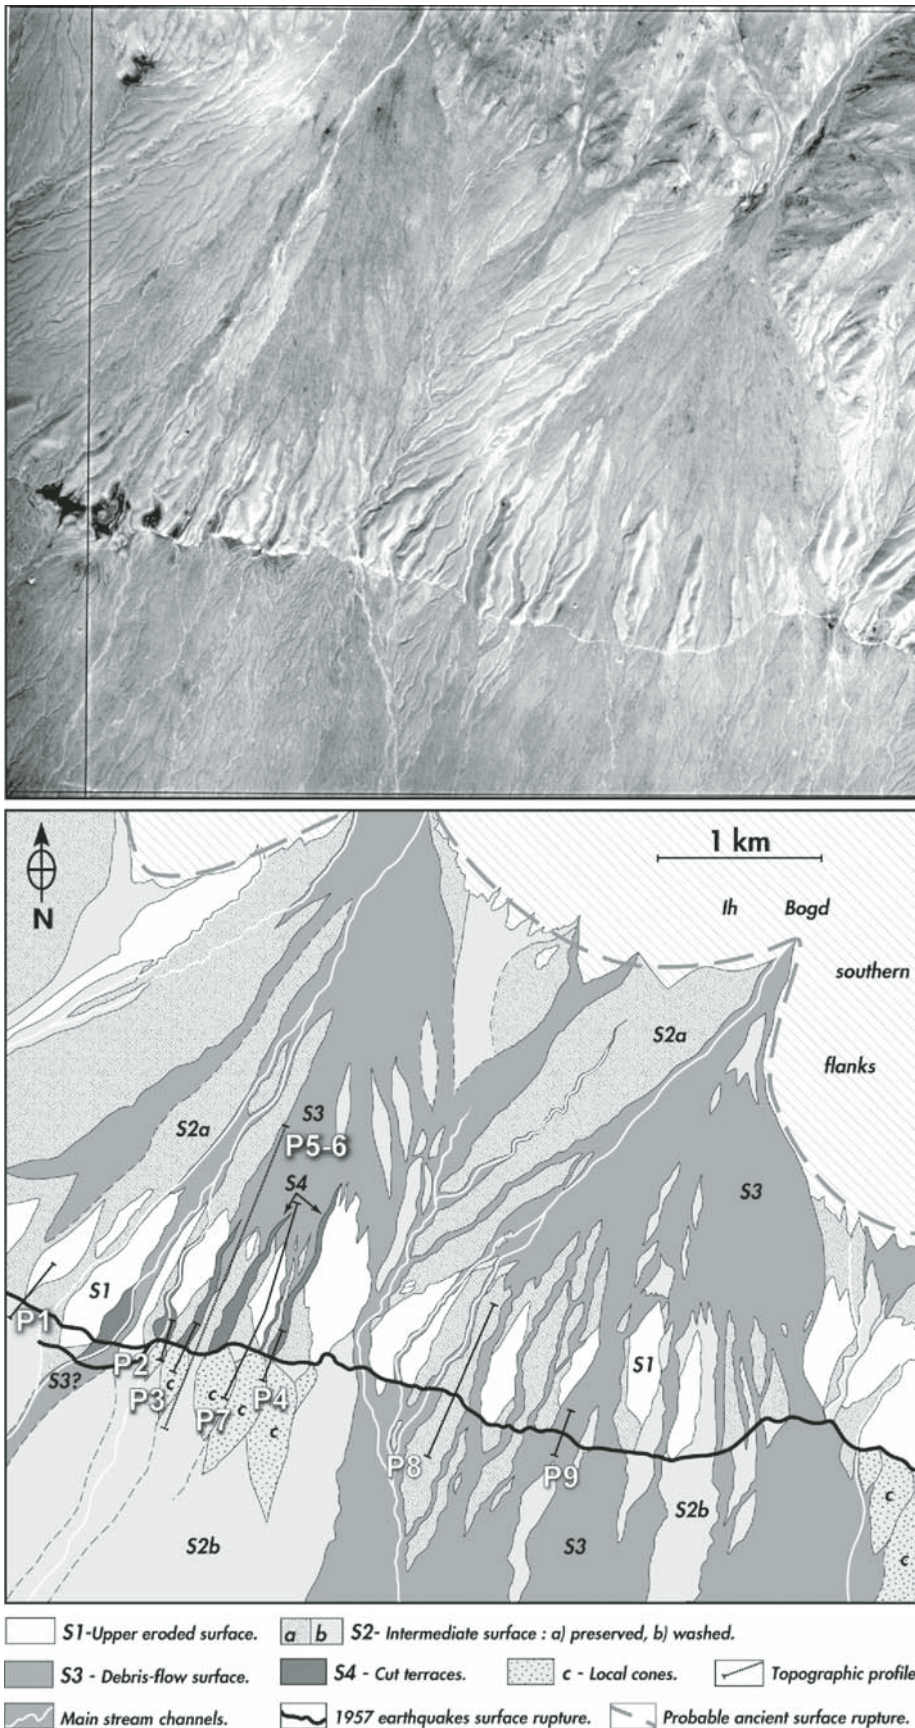 1 km
N
Ih Bogd
southern
flanks
S2a
S2a
S3
P5-6
S4
S3
S1
P1
S1
S3?
P2
c
P3
c
P7
P4
c
P8
P9
S2b
c
S2b
S3
c
S1-Upper eroded surface.
a b S2- Intermediate surface : a) preserved, b) washed.
S3 - Debris-flow surface.
S4 - Cut terraces.
c - Local cones.
Topographic profile
Main stream channels.
1957 earthquakes surface rupture.
Probable ancient surface rupture.